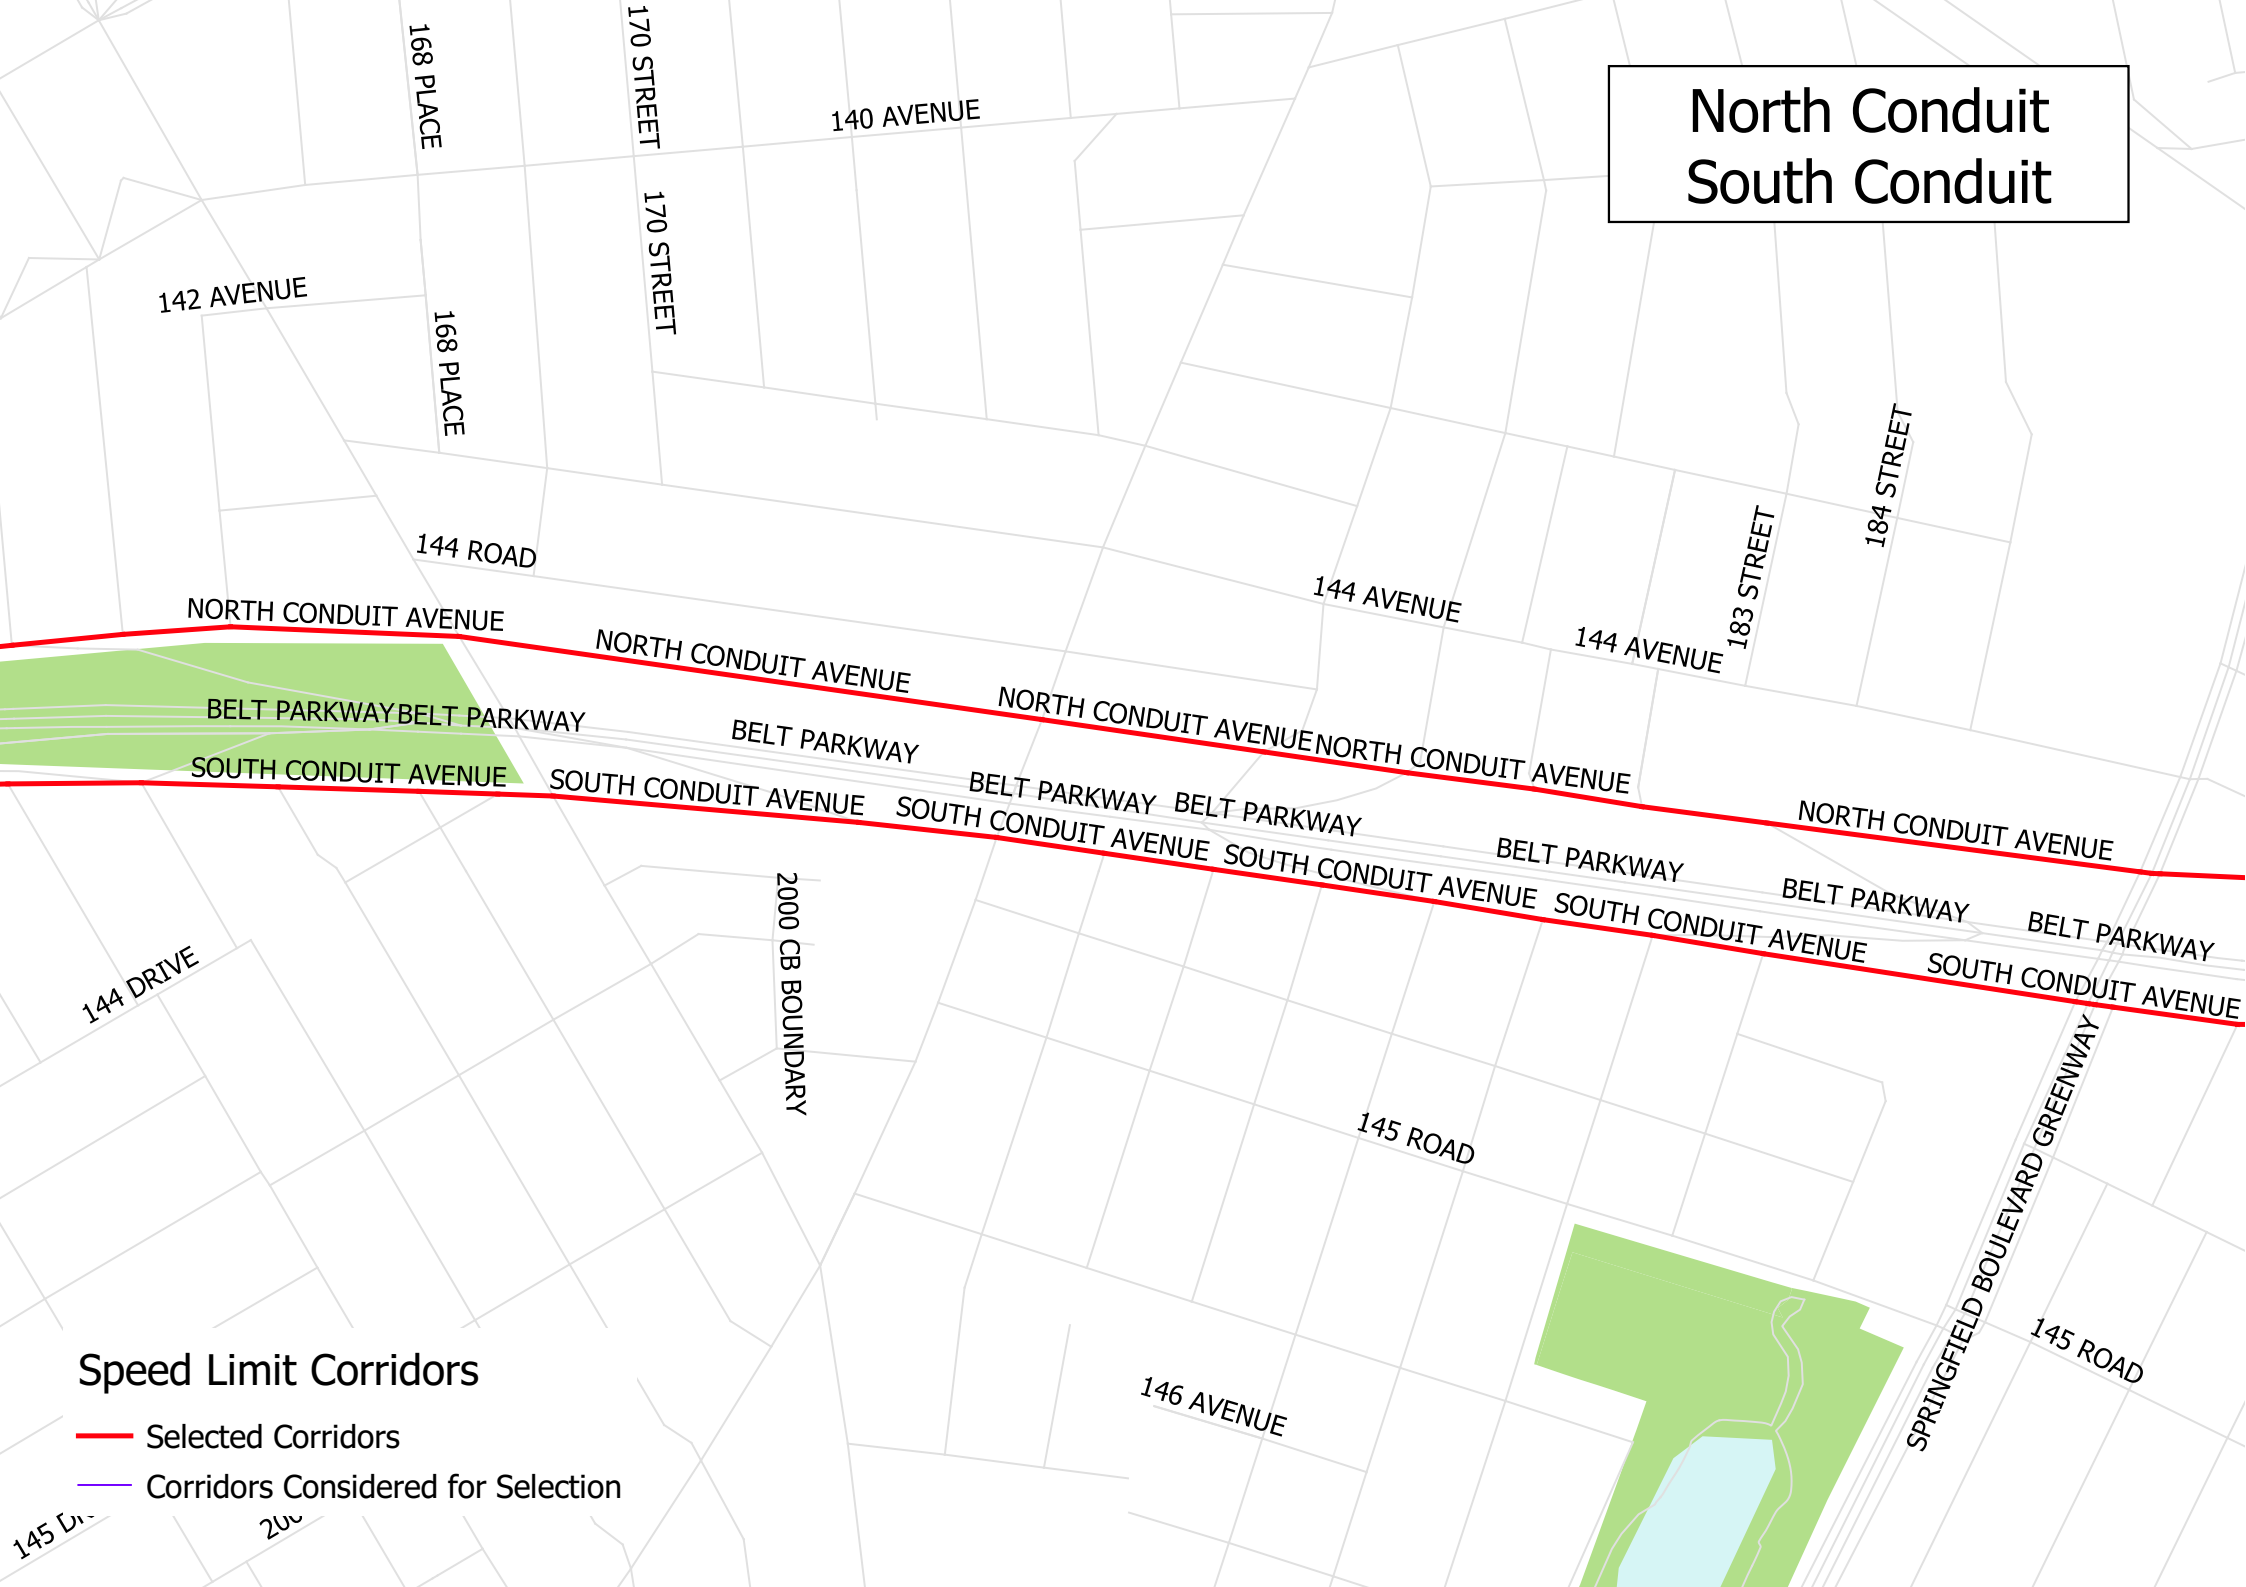 168 PLACE
170 STREET
140 AVENUE
North Conduit
South Conduit
170 STREET
142 AVENUE
168 PLACE
184 STREET
183 STREET
144 ROAD
144 AVENUE
144 AVENUE
NORTH CONDUIT AVENUE
NORTH CONDUIT AVENUE
NORTH CONDUIT AVENUE
NORTH CONDUIT AVENUE
NORTH CONDUIT AVENUE
BELT PARKWAY
BELT PARKWAY
BELT PARKWAY
BELT PARKWAY
BELT PARKWAY
BELT PARKWAY
BELT PARKWAY
BELT PARKWAY
SOUTH CONDUIT AVENUE
SOUTH CONDUIT AVENUE
SOUTH CONDUIT AVENUE
SOUTH CONDUIT AVENUE
SOUTH CONDUIT AVENUE
SOUTH CONDUIT AVENUE
2000 CB BOUNDARY
144 DRIVE
145 ROAD
SPRINGFIELD BOULEVARD GREENWAY
145 ROAD
146 AVENUE
Speed Limit Corridors
Selected Corridors
Corridors Considered for Selection
145